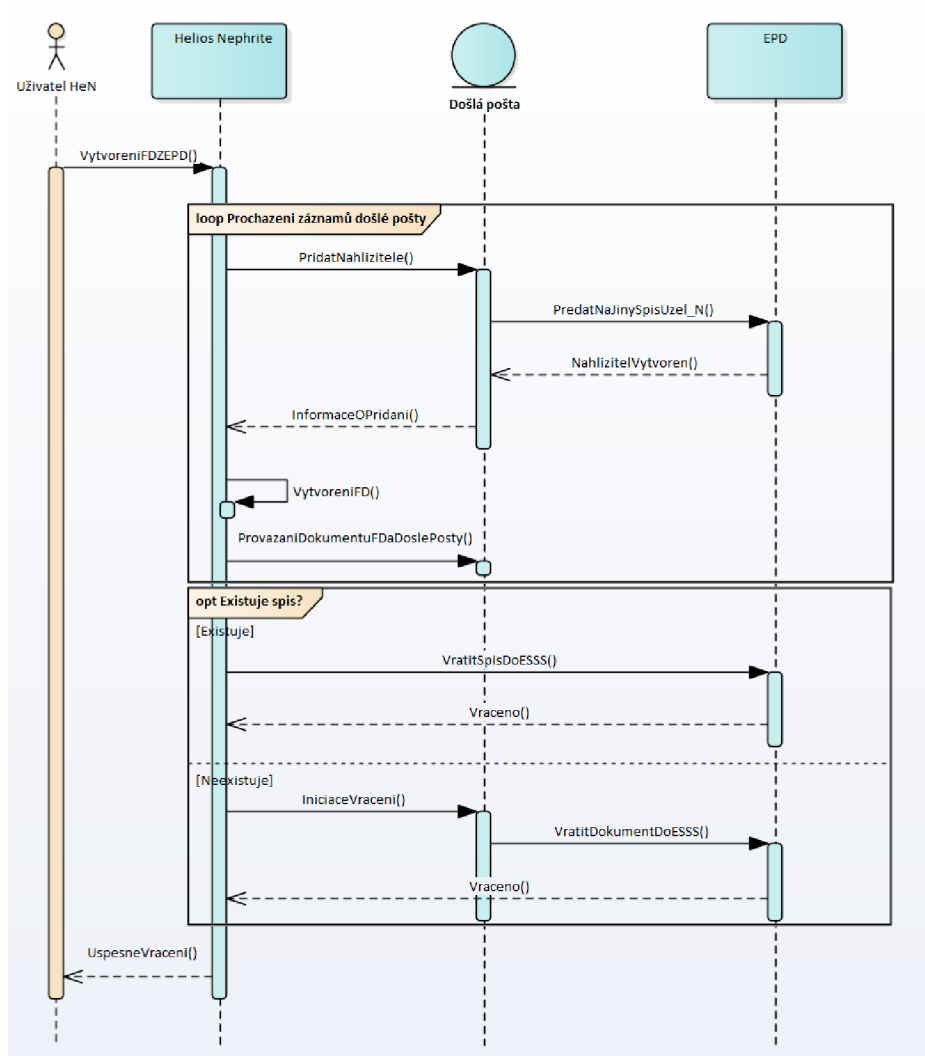 Uživatel HeN
Helios Nephrite
Došlá pošta
EPD
VytvoreniFDZEPD()
loop Prochazeni záznamů došlé pošty
PridatNahlizitele()
PredatNaJinySpisUzel_N()
NahlizitelVytvoren()
InformaceOPridani()
VytvoreniFD()
ProvazaniDokumentuFDaDoslePosty()
opt Existuje spis?
[Existuje]
VratitSpisDoESSS()
Vraceno()
[Neexistuje]
IniciaceVraceni()
VratitDokumentDoESSS()
Vraceno()
UspesneVraceni()